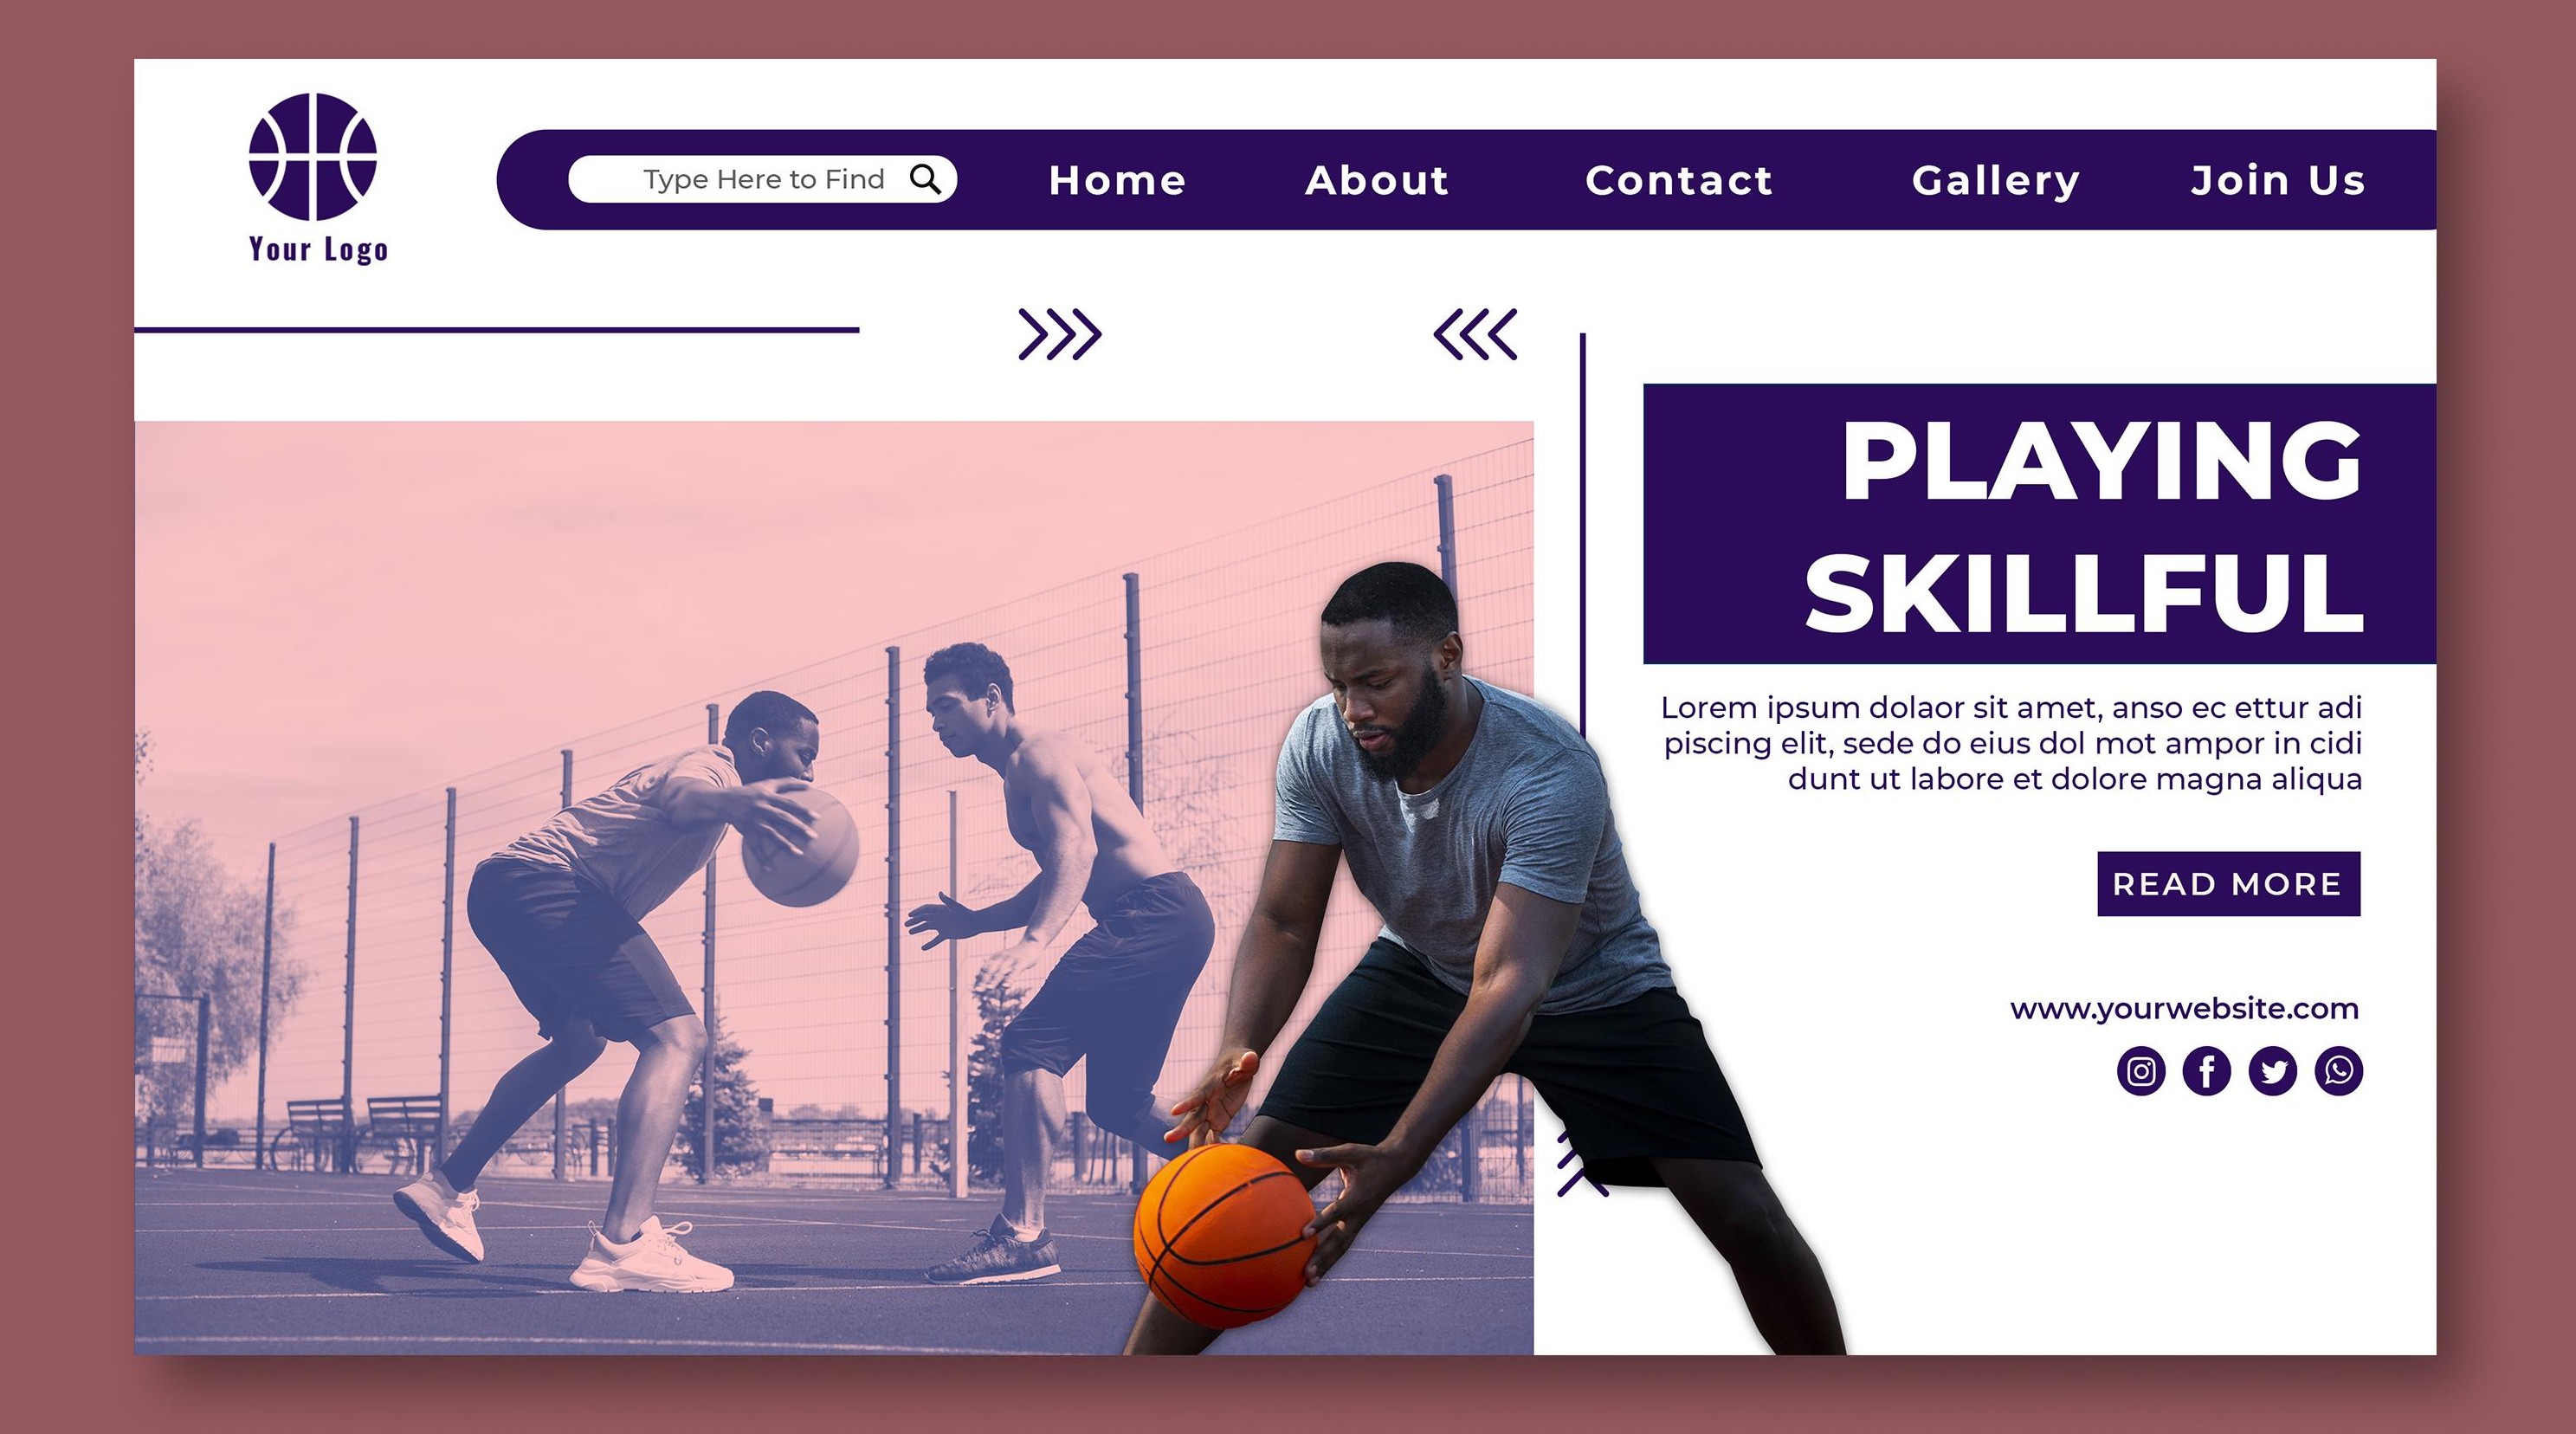 Your Logo
Type Here to Find
Home
About
Contact
Gallery
Join Us
PLAYING
SKILLFUL
Lorem ipsum dolaor sit amet, anso ec ettur adi
piscing elit, sede do eius dol mot ampor in cidi
dunt ut labore et dolore magna aliqua
READ MORE
www.yourwebsite.com